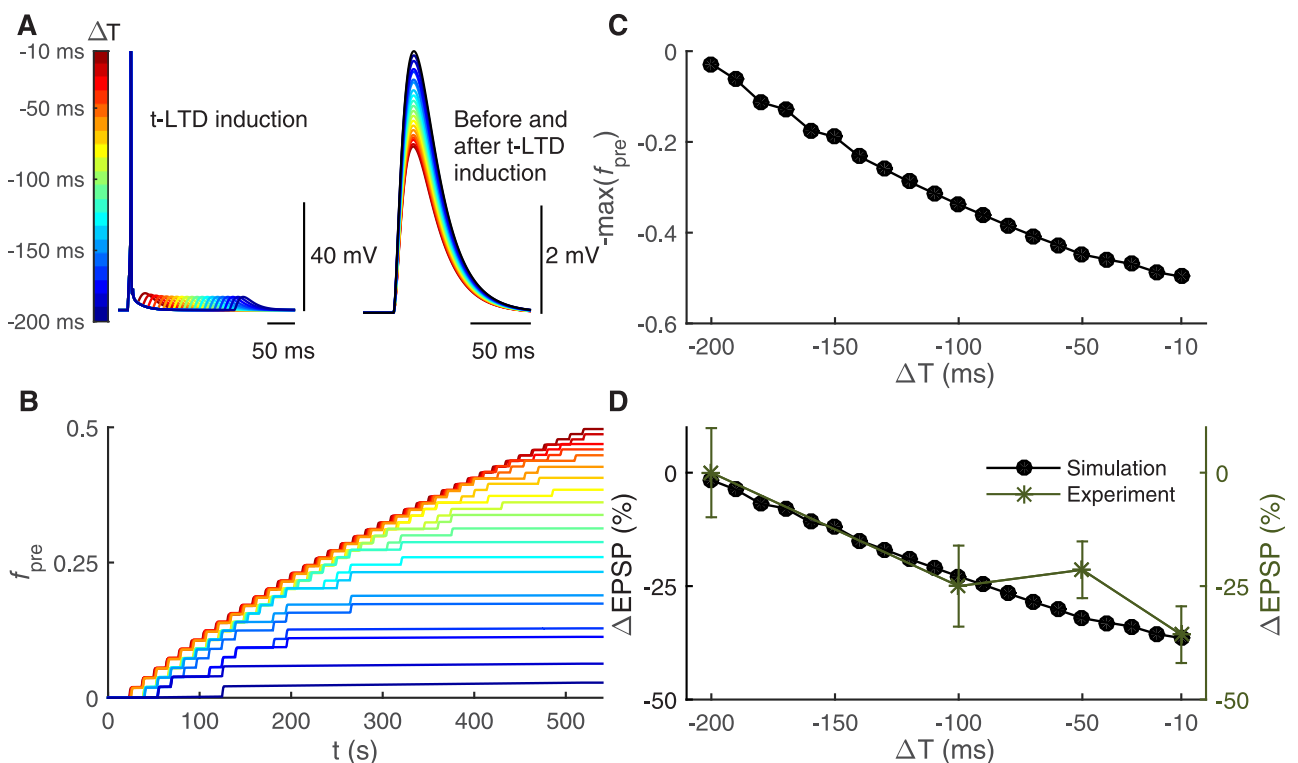 A
ΔT
-10 ms
-50 ms
-100 ms
-150 ms
-200 ms
t-LTD induction
40 mV
50 ms
Before and
after t-LTD
induction
2 mV
50 ms
B
0.5
0.25
0
f_pre
0 100 200 300 400 500
t (s)
C
0
-0.2
-0.4
-0.6
-max(f_pre)
-200 -150 -100 -50 -10
ΔT (ms)
D
0
-25
-50
ΔEPSP (%)
Simulation
Experiment
0
-25
-50
ΔEPSP (%)
-200 -150 -100 -50 -10
ΔT (ms)